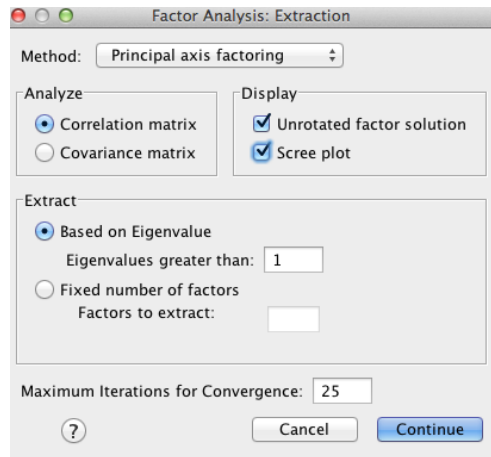 Factor Analysis: Extraction
Method: Principal axis factoring
Analyze
Correlation matrix
Covariance matrix
Display
Unrotated factor solution
Scree plot
Extract
Based on Eigenvalue
Eigenvalues greater than: 1
Fixed number of factors
Factors to extract:
Maximum Iterations for Convergence: 25
? Cancel Continue